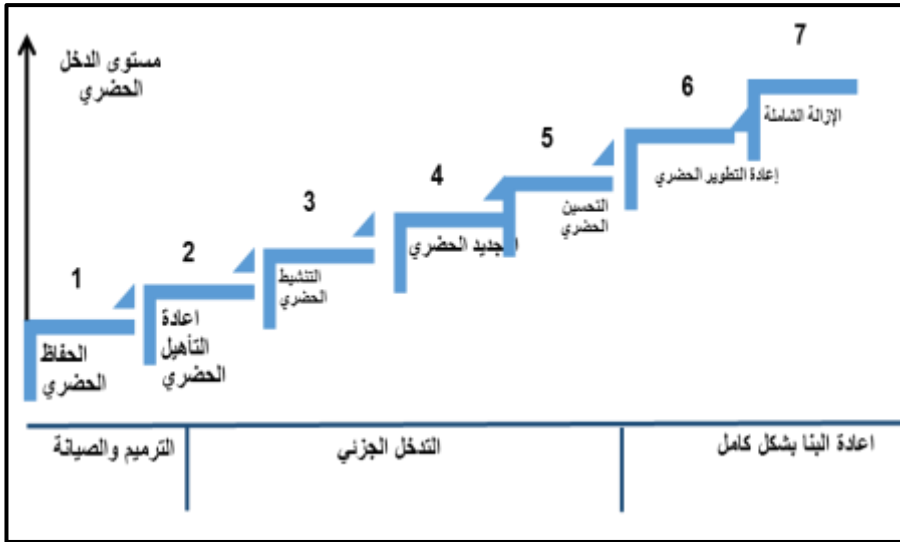 مستوى الدخل
الحضري
1
الحفاظ
الحضري
2
اعادة
التأهيل
الحضري
3
التنشيط
الحضري
4
الحضري
5
التحسين
الحضري
6
إعادة التطوير الحضري
7
الإزالة الشاملة
الترميم والصيانة
التدخل الجزئي
اعادة البنا بشكل كامل